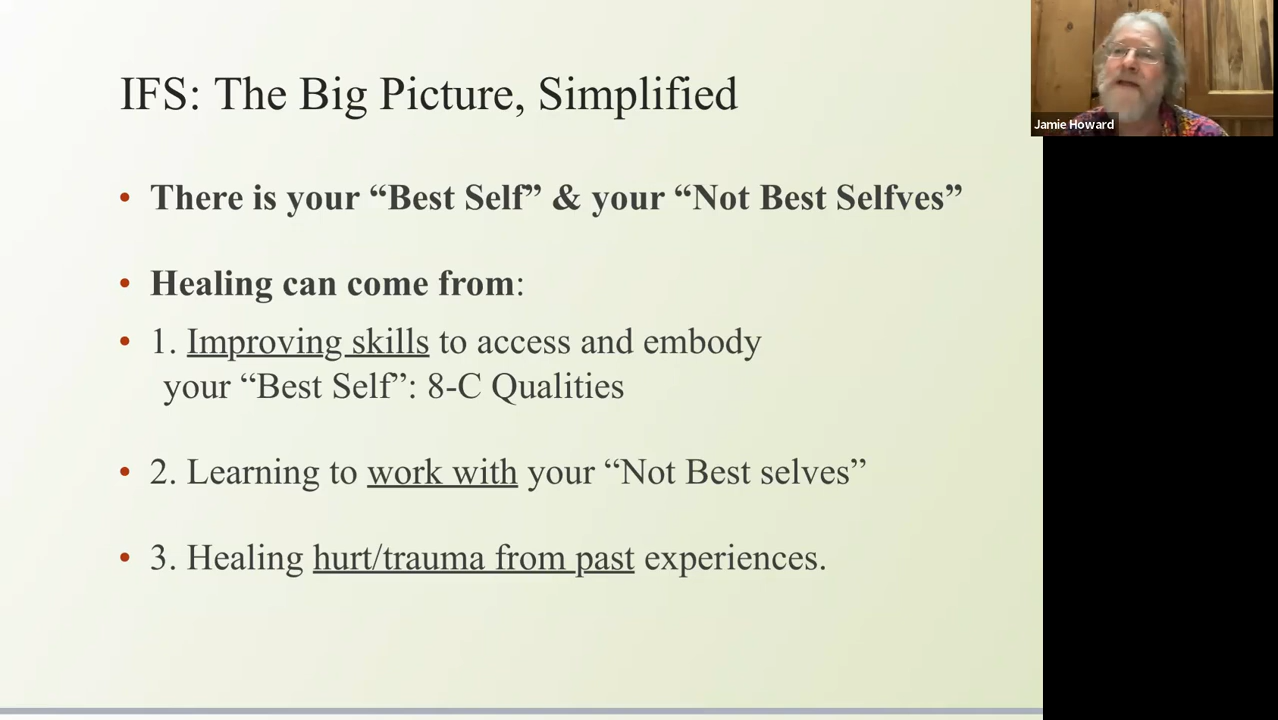 IFS: The Big Picture, Simplified
Jamie Howard
• There is your “Best Self” & your “Not Best Selfves”
• Healing can come from:
• 1. Improving skills to access and embody
your “Best Self”: 8-C Qualities
• 2. Learning to work with your “Not Best selves”
• 3. Healing hurt/trauma from past experiences.